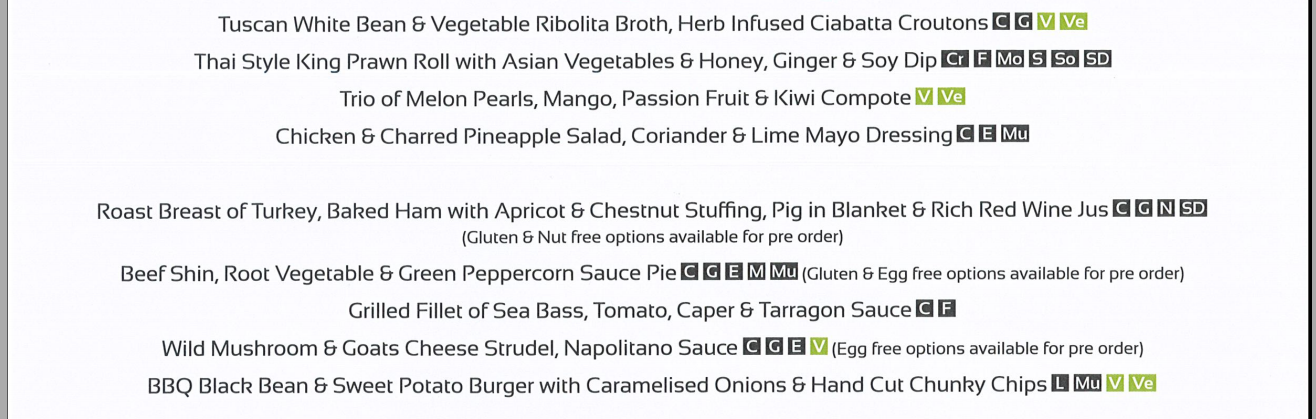 Tuscan White Bean & Vegetable Ribolita Broth, Herb Infused Ciabatta Croutons C G V Ve
Thai Style King Prawn Roll with Asian Vegetables & Honey, Ginger & Soy Dip Cr F Mo S So SD
Trio of Melon Pearls, Mango, Passion Fruit & Kiwi Compote V Ve
Chicken & Charred Pineapple Salad, Coriander & Lime Mayo Dressing C E Mu
Roast Breast of Turkey, Baked Ham with Apricot & Chestnut Stuffing, Pig in Blanket & Rich Red Wine Jus C G N SD
(Gluten & Nut free options available for pre order)
Beef Shin, Root Vegetable & Green Peppercorn Sauce Pie C G E M Mu (Gluten & Egg free options available for pre order)
Grilled Fillet of Sea Bass, Tomato, Caper & Tarragon Sauce C F
Wild Mushroom & Goats Cheese Strudel, Napolitano Sauce C G E V (Egg free options available for pre order)
BBQ Black Bean & Sweet Potato Burger with Caramelised Onions & Hand Cut Chunky Chips L Mu V Ve